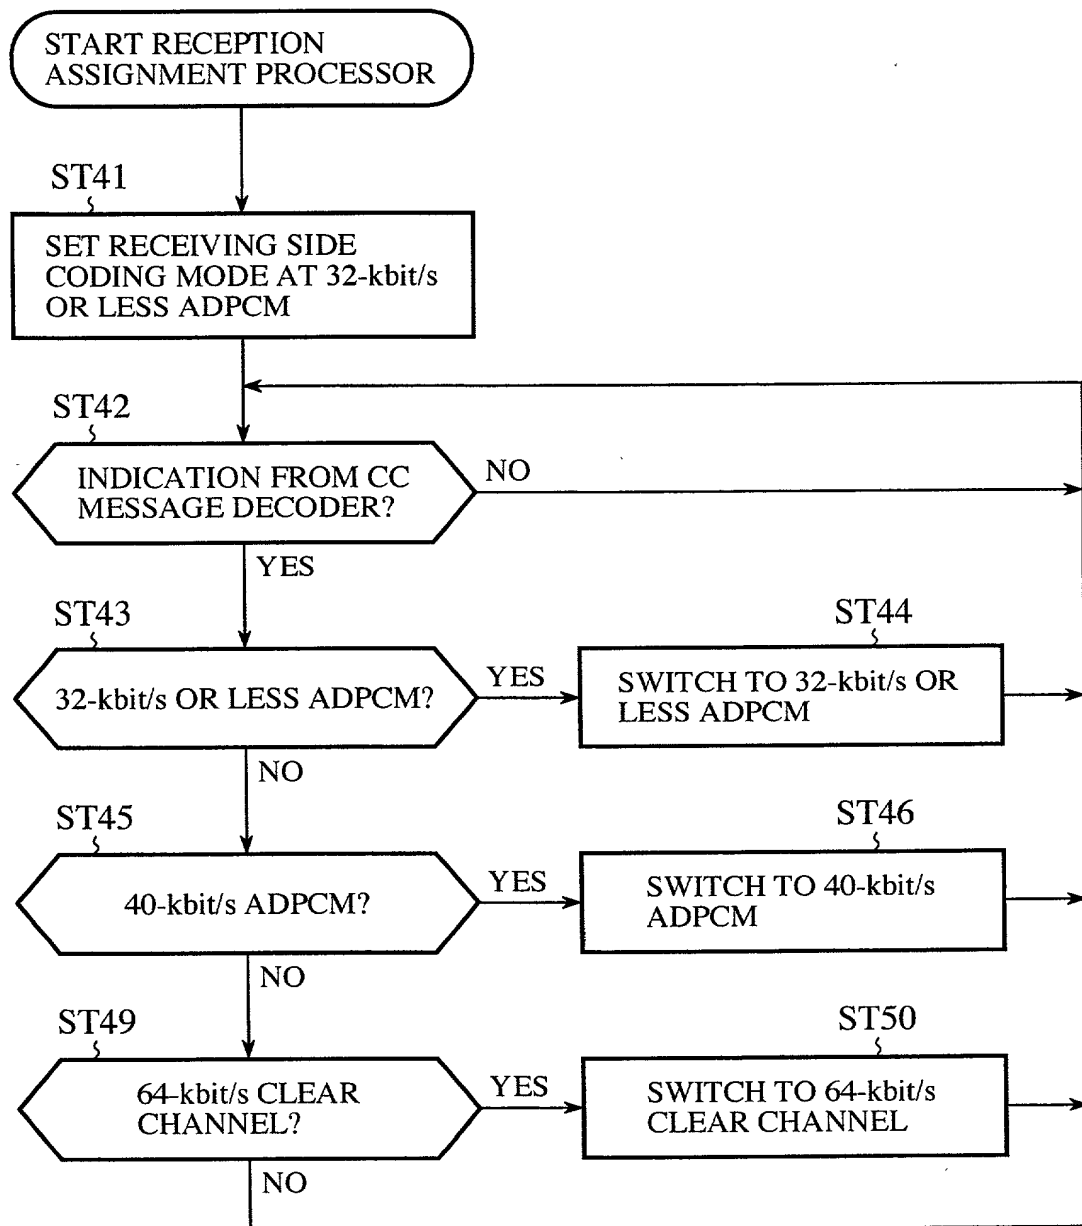 START RECEPTION
ASSIGNMENT PROCESSOR
ST41
SET RECEIVING SIDE
CODING MODE AT 32-kbit/s
OR LESS ADPCM
ST42
INDICATION FROM CC
MESSAGE DECODER?
NO
YES
ST43
32-kbit/s OR LESS ADPCM?
YES
ST44
SWITCH TO 32-kbit/s OR
LESS ADPCM
NO
ST45
40-kbit/s ADPCM?
YES
ST46
SWITCH TO 40-kbit/s
ADPCM
NO
ST49
64-kbit/s CLEAR
CHANNEL?
YES
ST50
SWITCH TO 64-kbit/s
CLEAR CHANNEL
NO